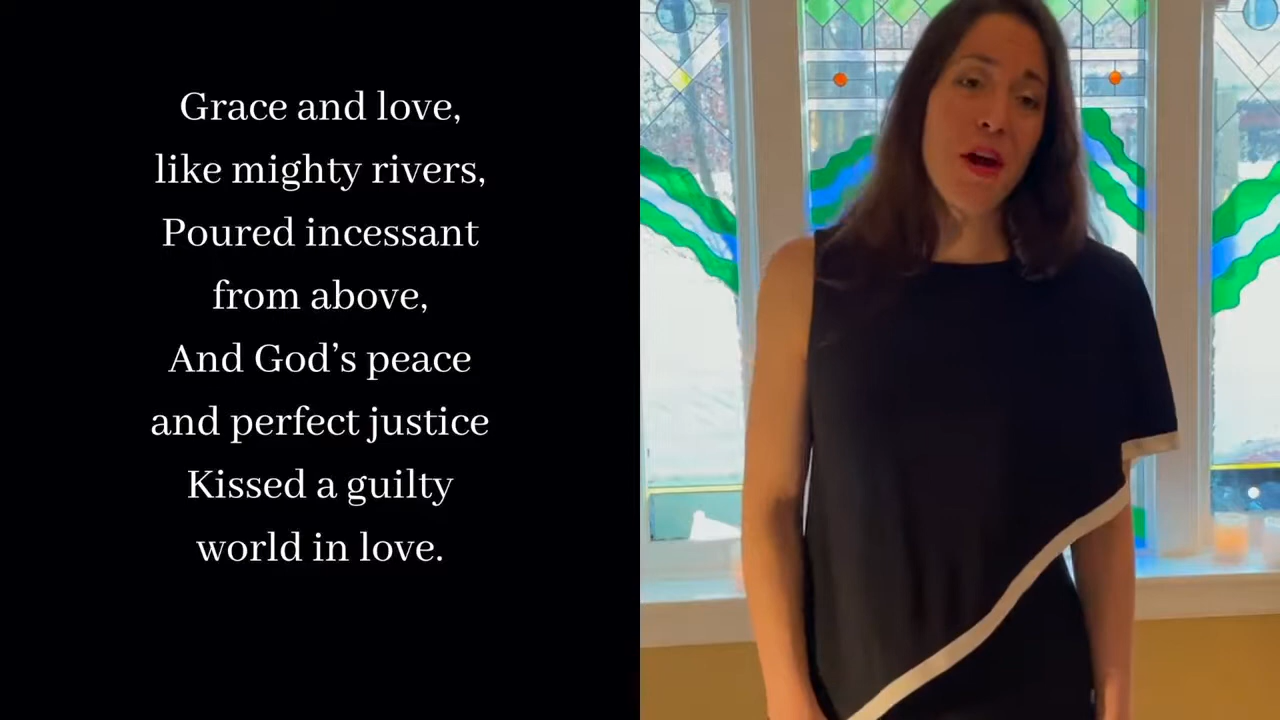 Grace and love,
like mighty rivers,
Poured incessant
from above,
And God’s peace
and perfect justice
Kissed a guilty
world in love.